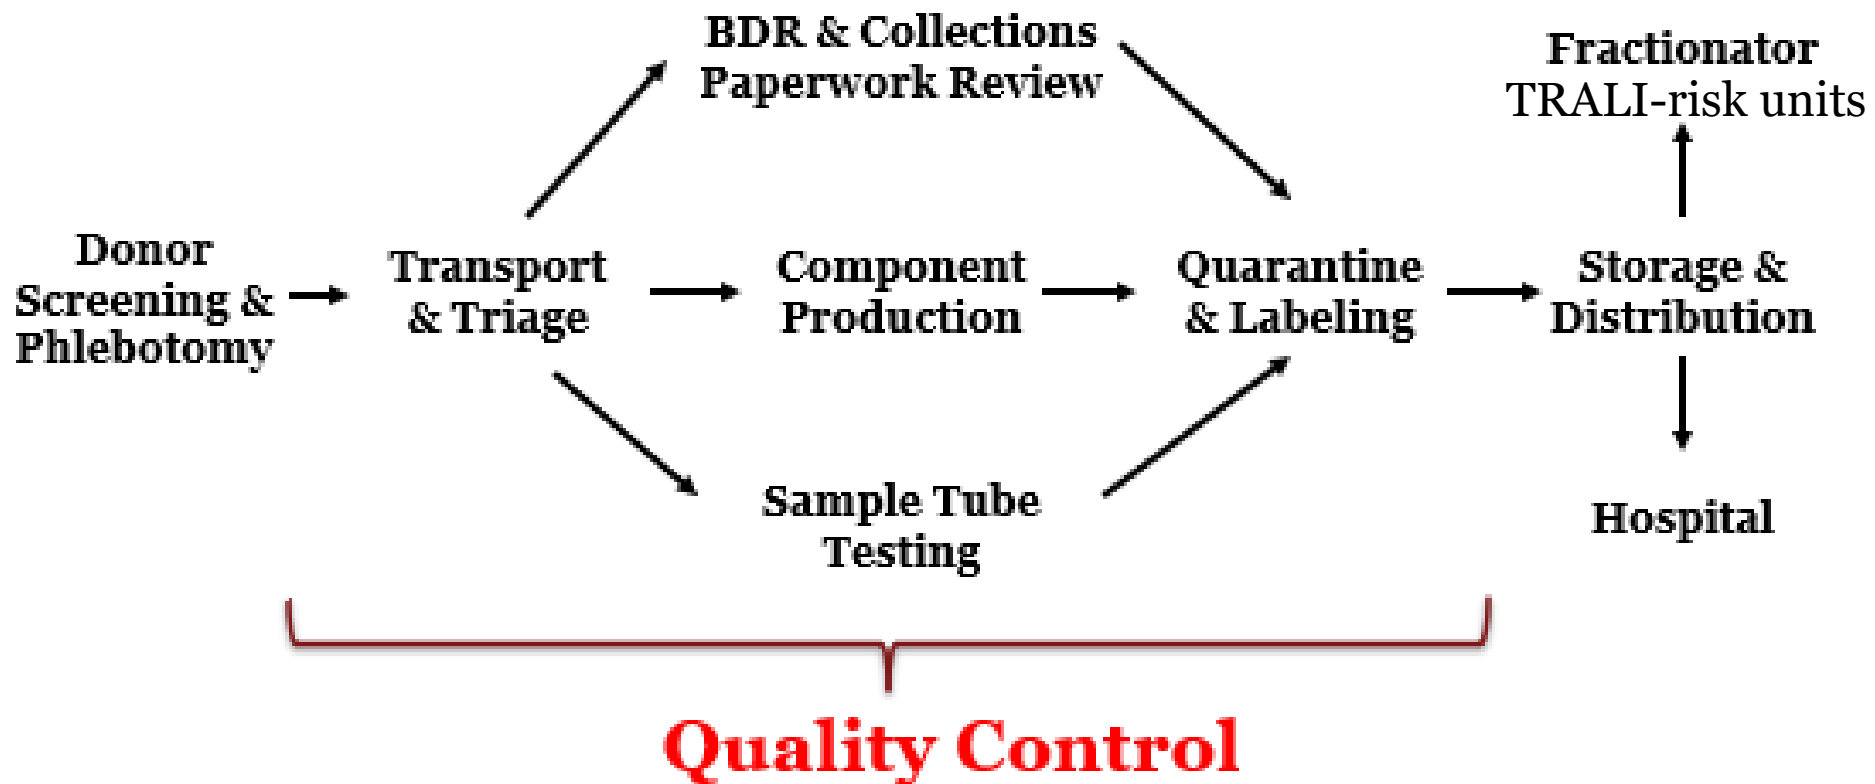 BDR & Collections
Paperwork Review
Fractionator
TRALI-risk units
Donor
Screening &
Phlebotomy
Transport
& Triage
Component
Production
Quarantine
& Labeling
Storage &
Distribution
Sample Tube
Testing
Hospital
Quality Control